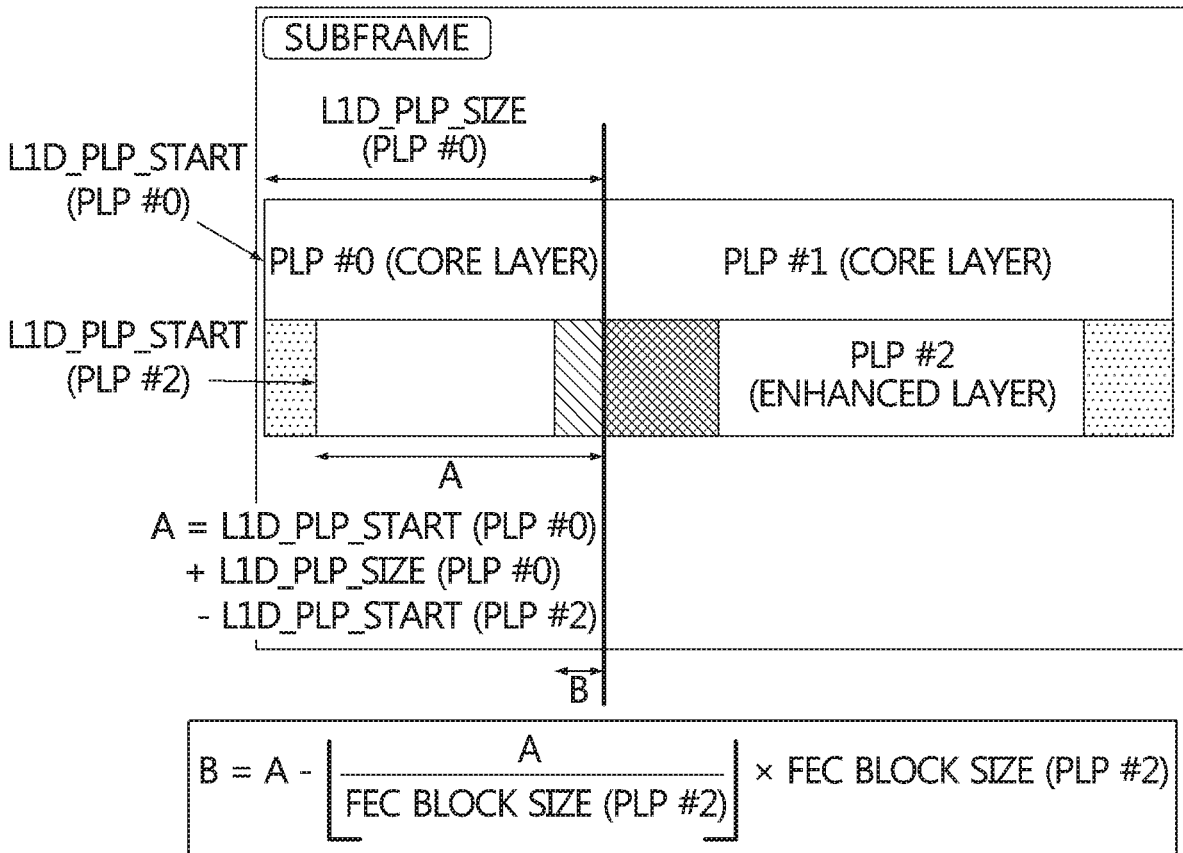 SUBFRAME
L1D_PLP_SIZE
(PLP #0)
L1D_PLP_START
(PLP #0)
PLP #0 (CORE LAYER)
PLP #1 (CORE LAYER)
L1D_PLP_START
(PLP #2)
PLP #2
(ENHANCED LAYER)
A
A = L1D_PLP_START (PLP #0)
+ L1D_PLP_SIZE (PLP #0)
- L1D_PLP_START (PLP #2)
B
B = A - ⌊ A / FEC BLOCK SIZE (PLP #2) ⌋ × FEC BLOCK SIZE (PLP #2)